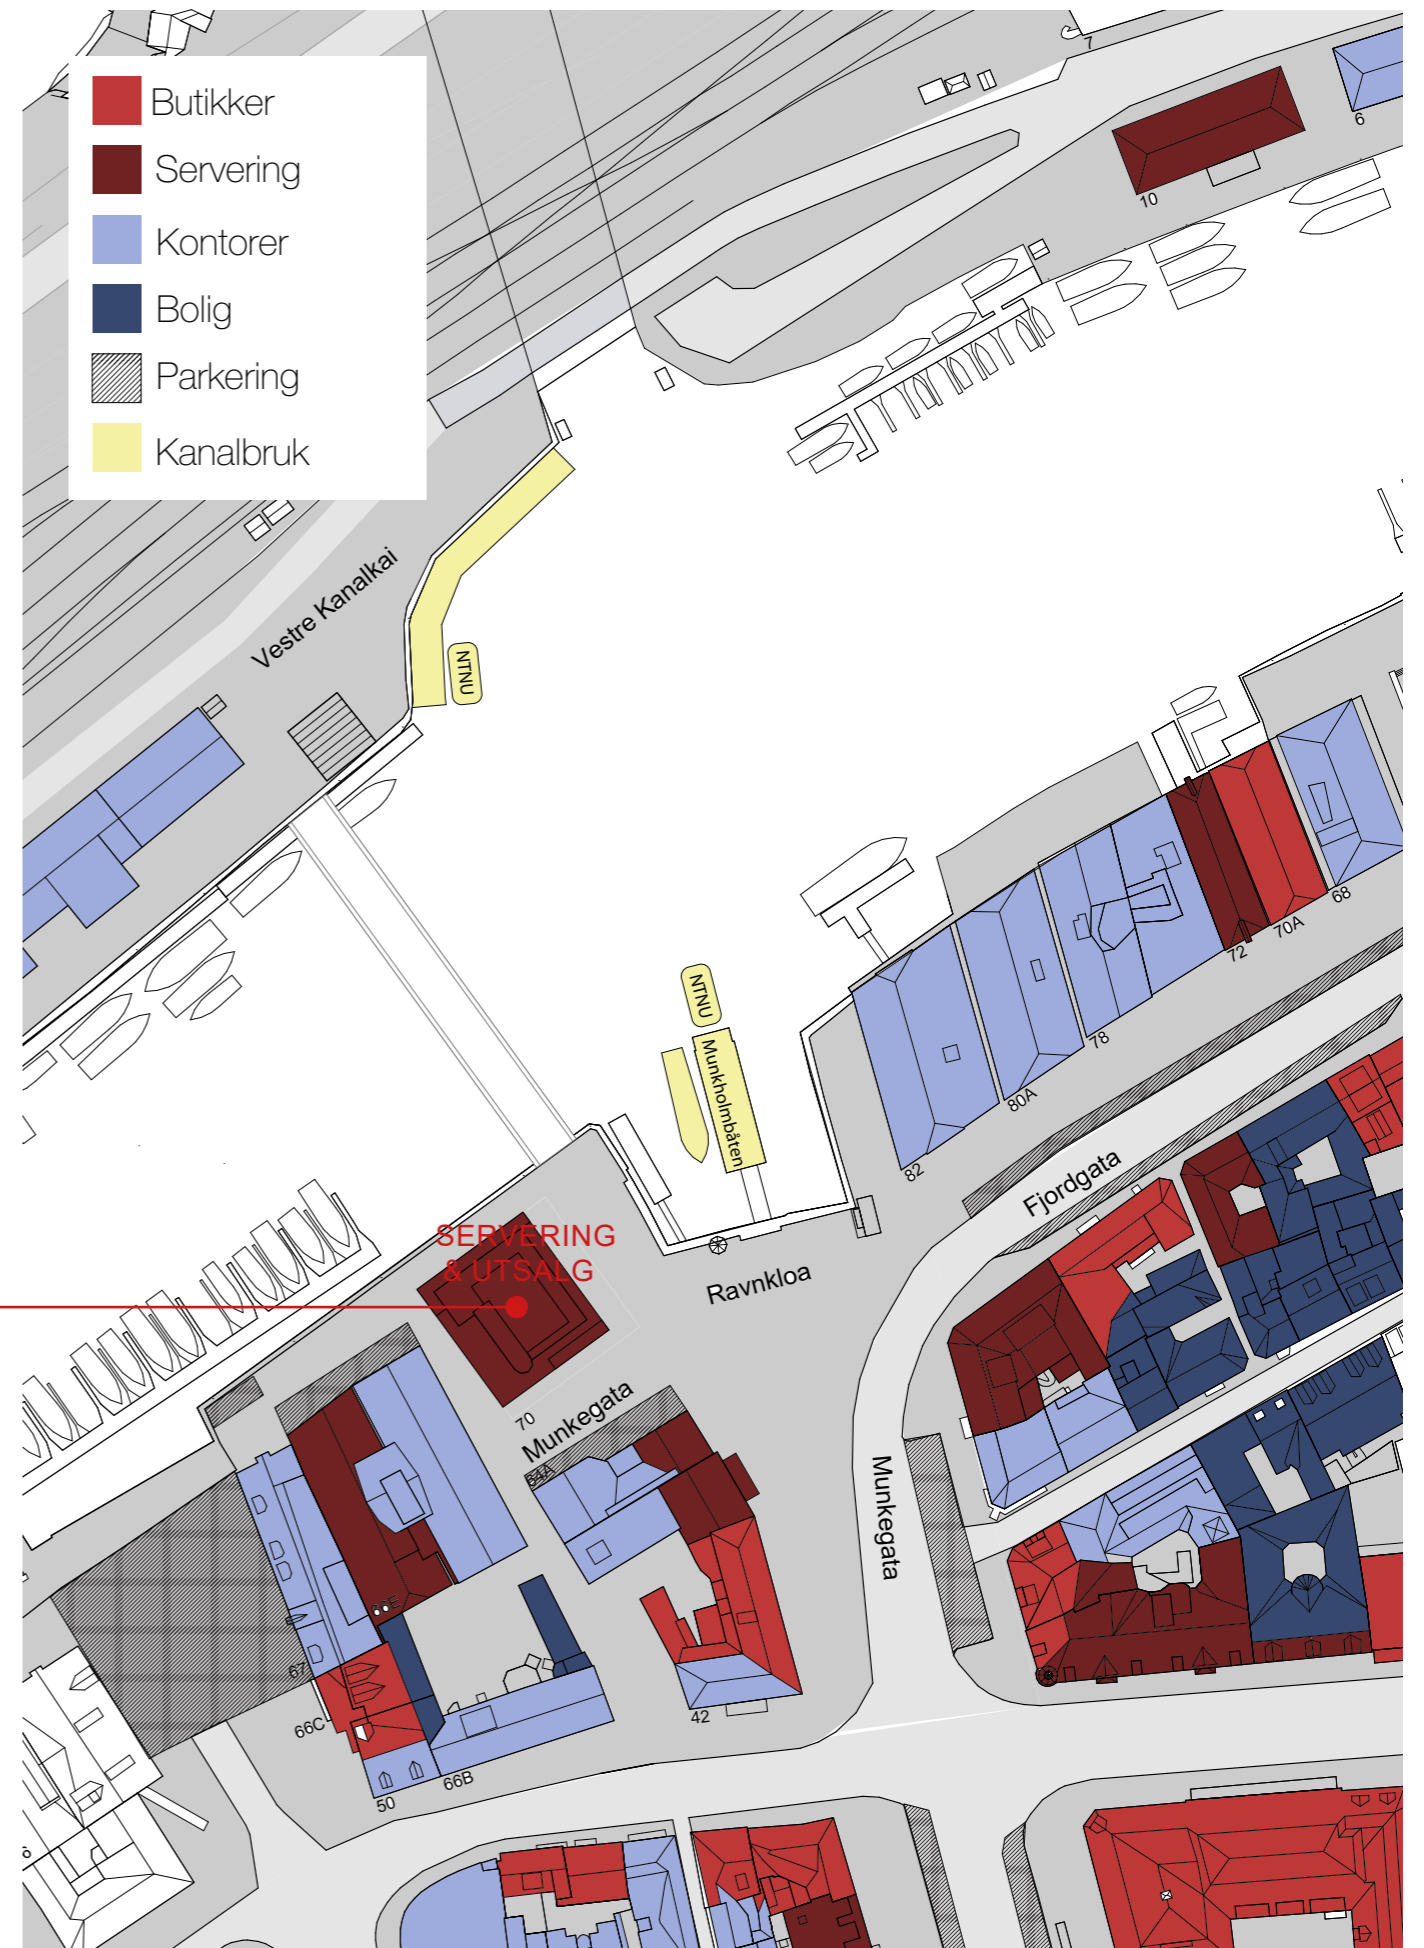 Butikker
Servering
Kontorer
Bolig
Parkering
Kanalbruk
7
6
10
Vestre Kanalkai
NTNU
68
70A
72
78
80A
82
NTNU
Munkholmbåten
Fjordgata
SERVERING
& UTSALG
Ravnkloa
70
Munkegata
64A
Munkegata
67
66C
42
66B
50